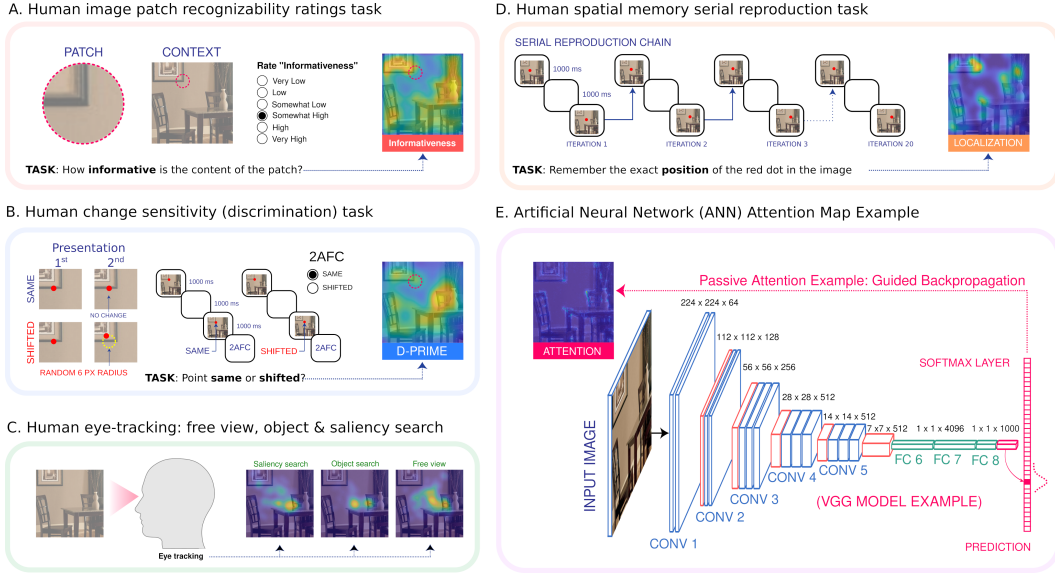 A. Human image patch recognizability ratings task
PATCH
CONTEXT
Rate "Informativeness"
Very Low
Low
Somewhat Low
Somewhat High
High
Very High
Informativeness
TASK: How informative is the content of the patch?
B. Human change sensitivity (discrimination) task
Presentation
1st
2nd
SAME
NO CHANGE
SHIFTED
RANDOM 6 PX RADIUS
1000 ms
1000 ms
1000 ms
SAME
2AFC
SHIFTED
2AFC
2AFC
SAME
SHIFTED
D-PRIME
TASK: Point same or shifted?
C. Human eye-tracking: free view, object & saliency search
Saliency search
Object search
Free view
Eye tracking
D. Human spatial memory serial reproduction task
SERIAL REPRODUCTION CHAIN
1000 ms
1000 ms
ITERATION 1
ITERATION 2
ITERATION 3
ITERATION 20
LOCALIZATION
TASK: Remember the exact position of the red dot in the image
E. Artificial Neural Network (ANN) Attention Map Example
Passive Attention Example: Guided Backpropagation
ATTENTION
224 x 224 x 64
112 x 112 x 128
56 x 56 x 256
28 x 28 x 512
14 x 14 x 512
7 x7 x 512
1 x 1 x 4096
1 x 1 x 1000
SOFTMAX LAYER
INPUT IMAGE
CONV 1
CONV 2
CONV 3
CONV 4
CONV 5
FC 6
FC 7
FC 8
(VGG MODEL EXAMPLE)
PREDICTION